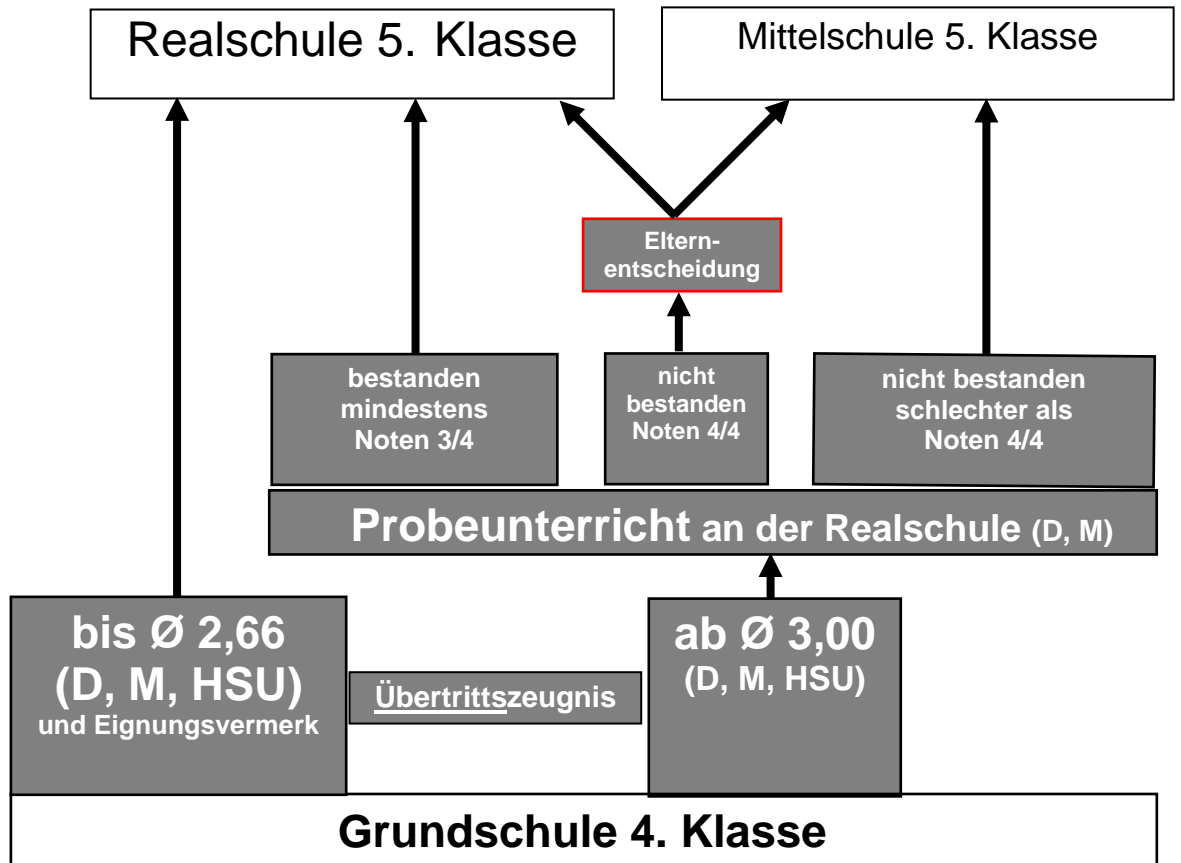 Realschule 5. Klasse
Mittelschule 5. Klasse
Eltern-
entscheidung
bestanden
mindestens
Noten 3/4
nicht
bestanden
Noten 4/4
nicht bestanden
schlechter als
Noten 4/4
Probeunterricht an der Realschule (D, M)
bis Ø 2,66
(D, M, HSU)
und Eignungsvermerk
Übertrittszeugnis
ab Ø 3,00
(D, M, HSU)
Grundschule 4. Klasse